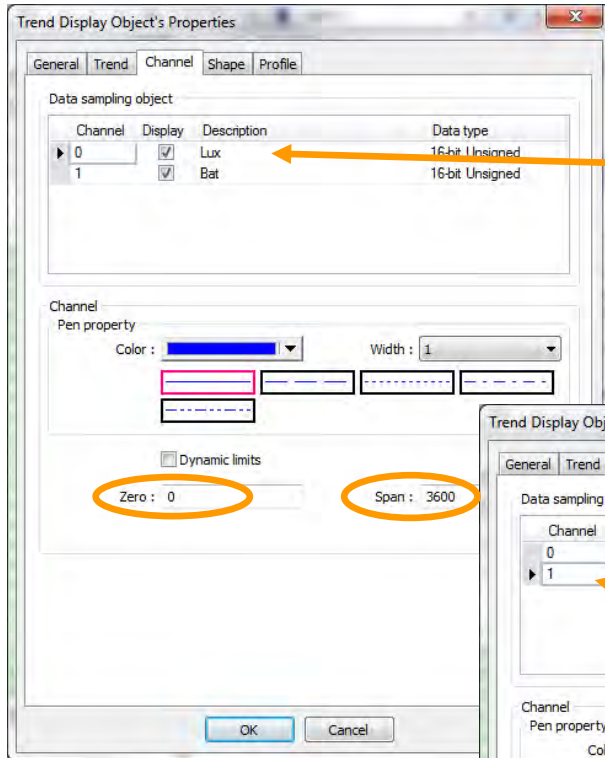 Trend Display Object's Properties
General Trend Channel Shape Profile
Data sampling object
Channel Display Description Data type
0 Lux 16-bit Unsigned
1 Bat 16-bit Unsigned
Channel
Pen property
Color : Width : 1
Dynamic limits
Zero : 0 Span : 3600
OK Cancel
Trend Display Obj
General Trend
Data sampling
Channel
0
1
Channel
Pen property
Col